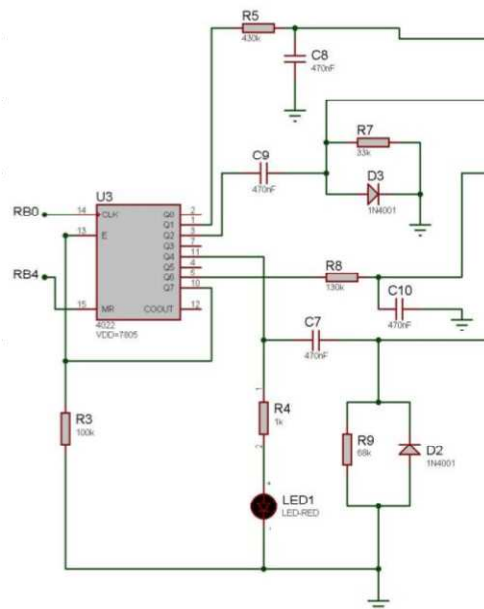 R5
430k
C8
470nF
R7
33k
C9
470nF
D3
1N4001
U3
RB0
14
CLK
Q0
2
Q1
1
13
E
Q2
3
Q3
7
Q4
11
RB4
Q5
4
Q6
5
Q7
10
15
MR
COOUT
12
4022
VDD=7805
R8
130k
C10
470nF
C7
470nF
R3
100k
1
R4
1k
2
R9
68k
D2
1N4001
+
LED1
LED-RED
-